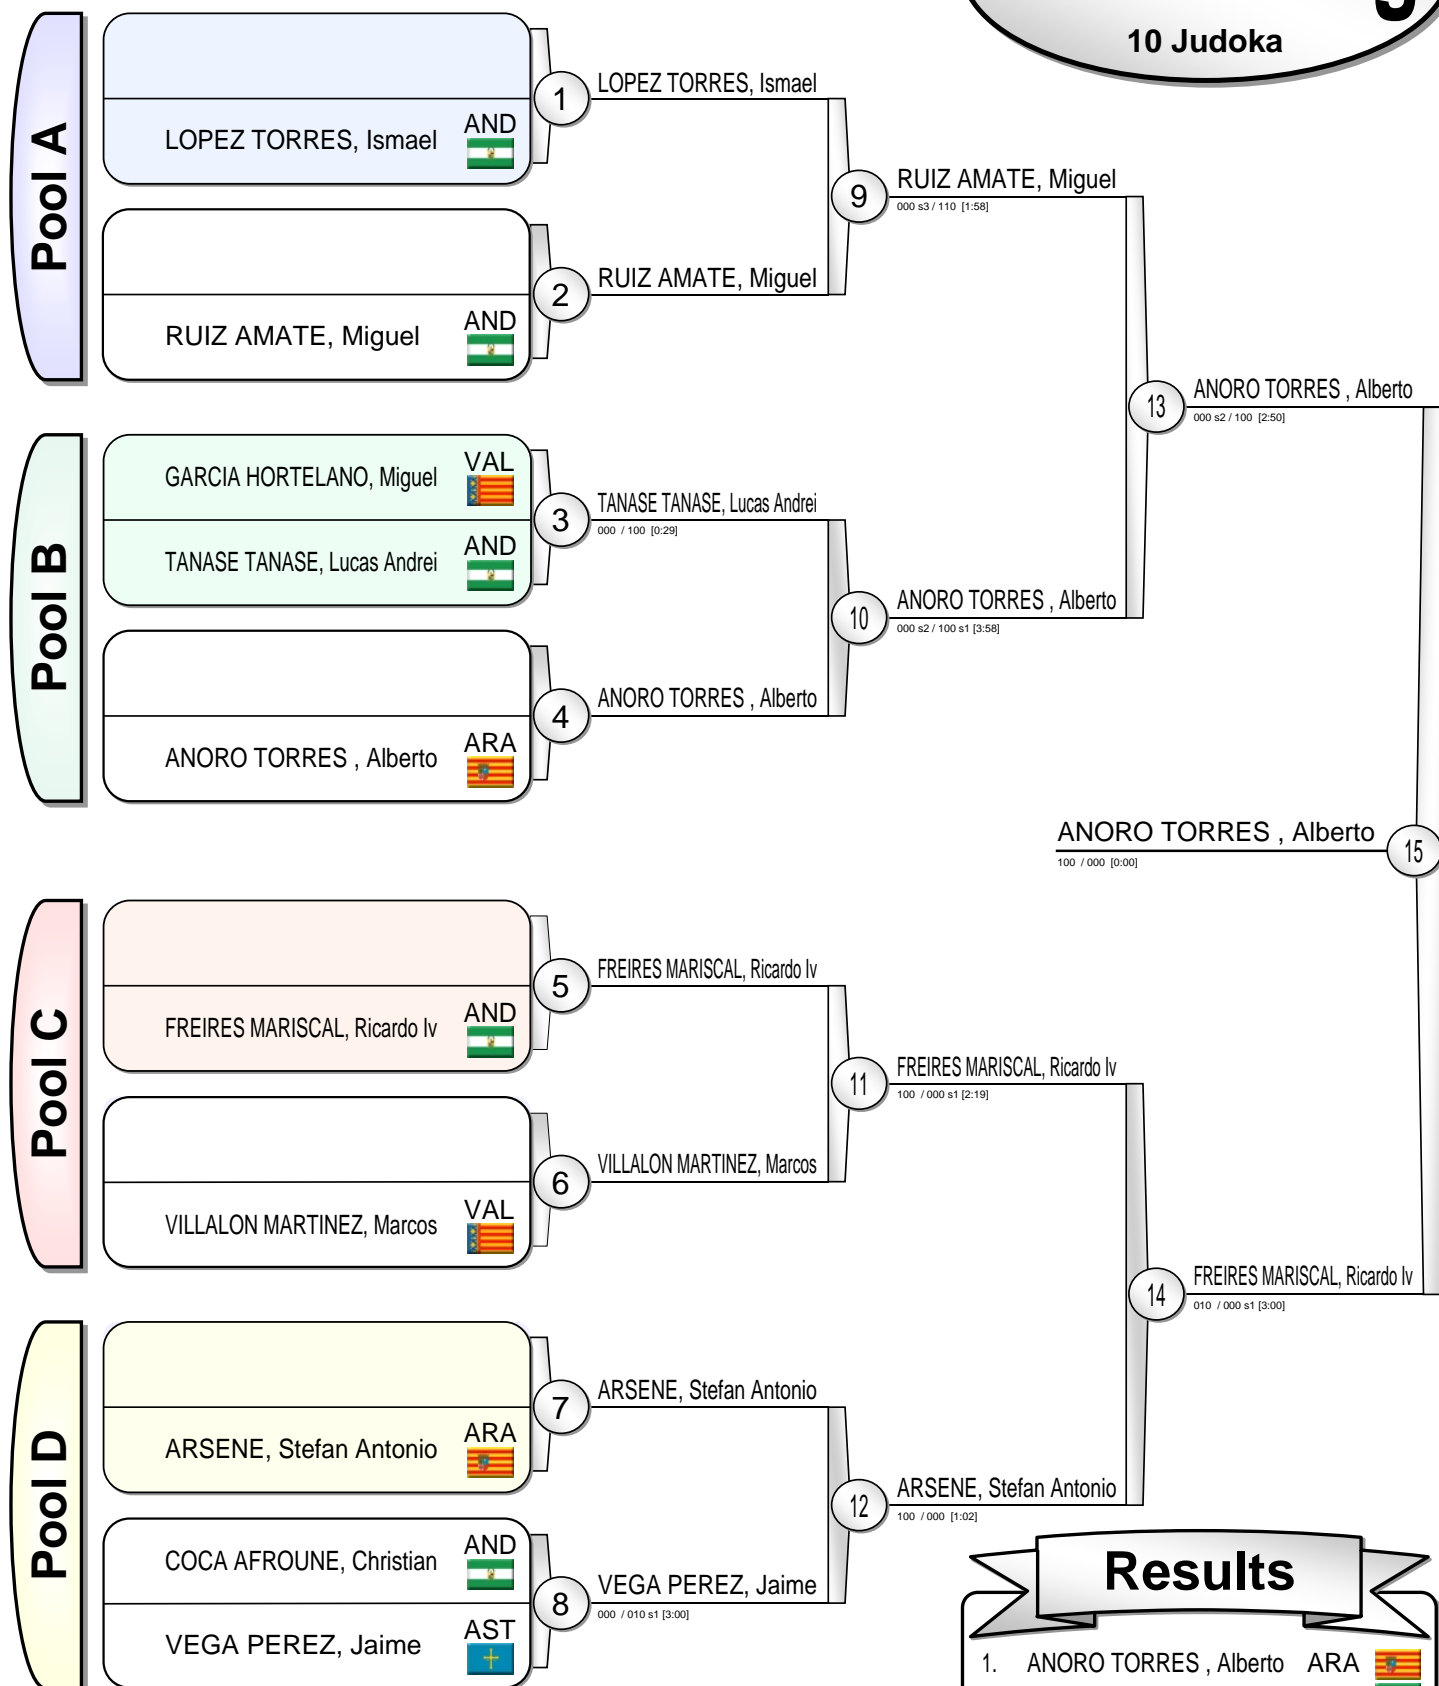 10 Judoka
Pool A
LOPEZ TORRES, Ismael AND
RUIZ AMATE, Miguel AND
1
LOPEZ TORRES, Ismael
2
RUIZ AMATE, Miguel
9
RUIZ AMATE, Miguel
000 s3 / 110 [1:58]
Pool B
GARCIA HORTELANO, Miguel VAL
TANASE TANASE, Lucas Andrei AND
ANORO TORRES , Alberto ARA
3
TANASE TANASE, Lucas Andrei
000 / 100 [0:29]
4
ANORO TORRES , Alberto
10
ANORO TORRES , Alberto
000 s2 / 100 s1 [3:58]
13
ANORO TORRES , Alberto
000 s2 / 100 [2:50]
ANORO TORRES , Alberto
100 / 000 [0:00]
15
Pool C
FREIRES MARISCAL, Ricardo Iv AND
VILLALON MARTINEZ, Marcos VAL
5
FREIRES MARISCAL, Ricardo Iv
6
VILLALON MARTINEZ, Marcos
11
FREIRES MARISCAL, Ricardo Iv
100 / 000 s1 [2:19]
14
FREIRES MARISCAL, Ricardo Iv
010 / 000 s1 [3:00]
Pool D
ARSENE, Stefan Antonio ARA
COCA AFROUNE, Christian AND
VEGA PEREZ, Jaime AST
7
ARSENE, Stefan Antonio
8
VEGA PEREZ, Jaime
000 / 010 s1 [3:00]
12
ARSENE, Stefan Antonio
100 / 000 [1:02]
Results
1. ANORO TORRES , Alberto ARA